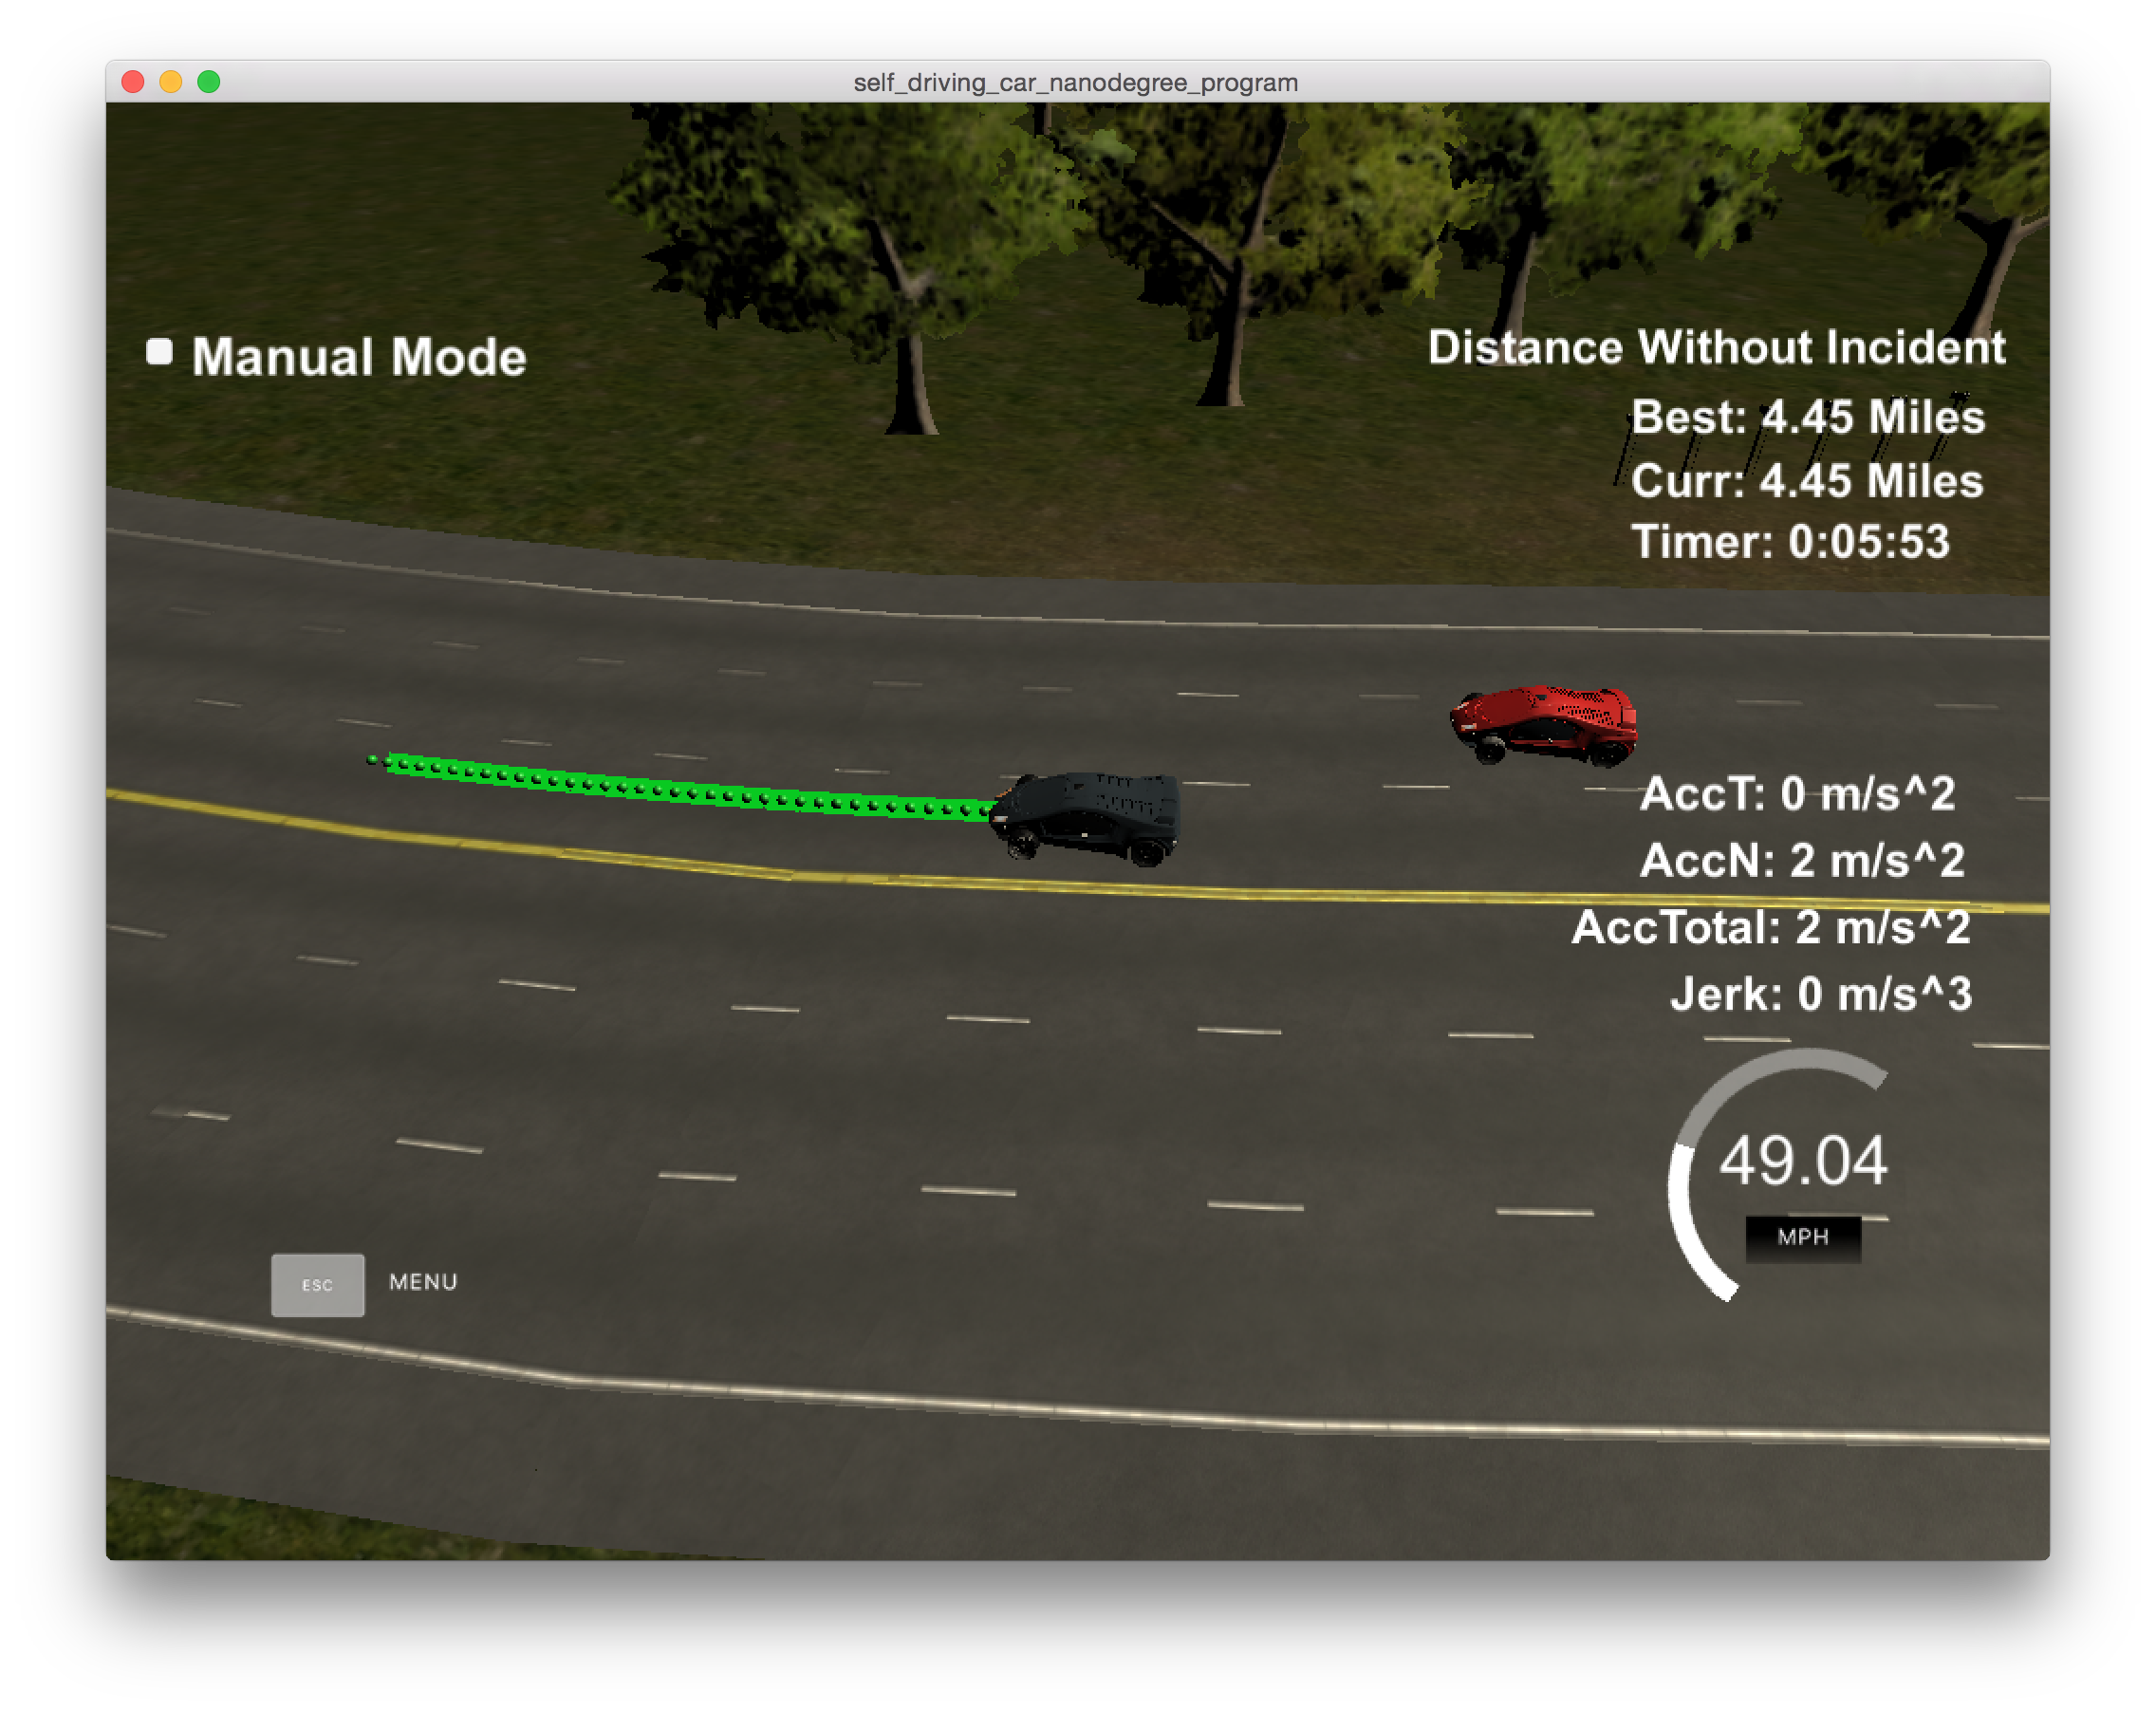 self_driving_car_nanodegree_program
Manual Mode
Distance Without Incident
Best: 4.45 Miles
Curr: 4.45 Miles
Timer: 0:05:53
AccT: 0 m/s^2
AccN: 2 m/s^2
AccTotal: 2 m/s^2
Jerk: 0 m/s^3
49.04
MPH
ESC MENU